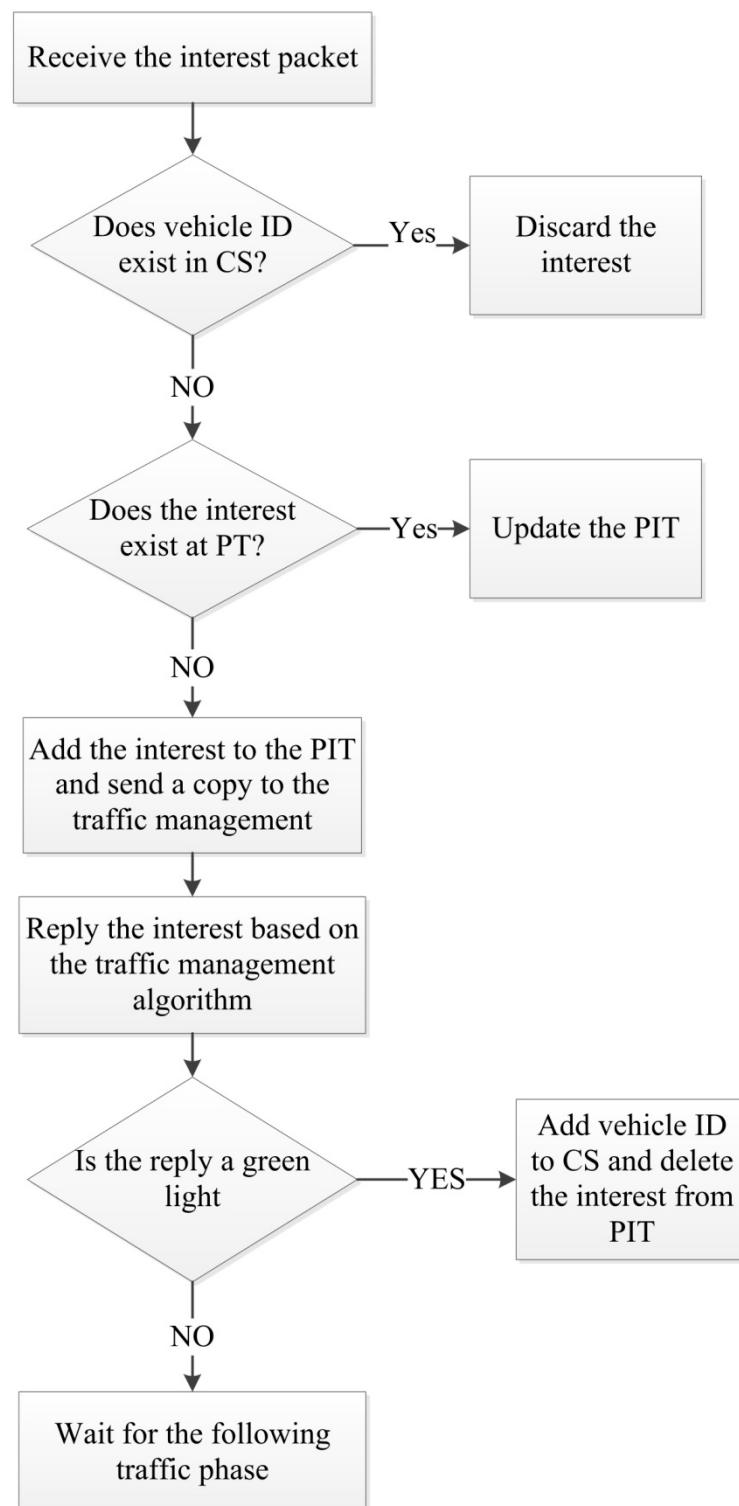 Receive the interest packet
Does vehicle ID
exist in CS?
Yes
Discard the
interest
NO
Does the interest
exist at PT?
Yes
Update the PIT
NO
Add the interest to the PIT
and send a copy to the
traffic management
Reply the interest based on
the traffic management
algorithm
Is the reply a green
light
YES
Add vehicle ID
to CS and delete
the interest from
PIT
NO
Wait for the following
traffic phase